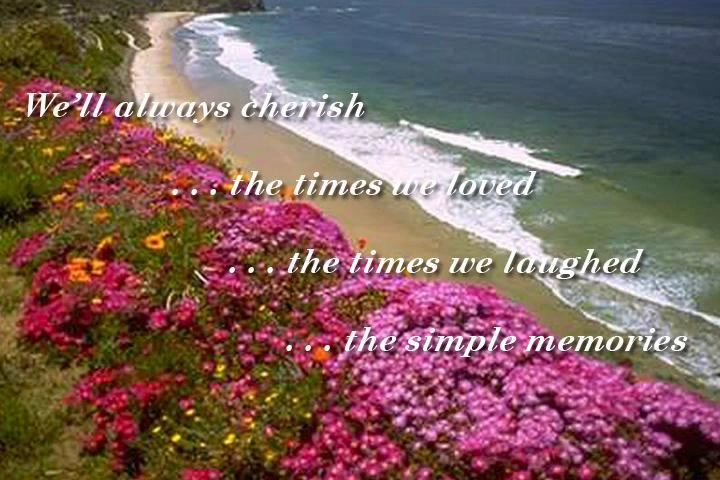 We'll always cherish
. . . the times we loved
. . . the times we laughed
. . . the simple memories